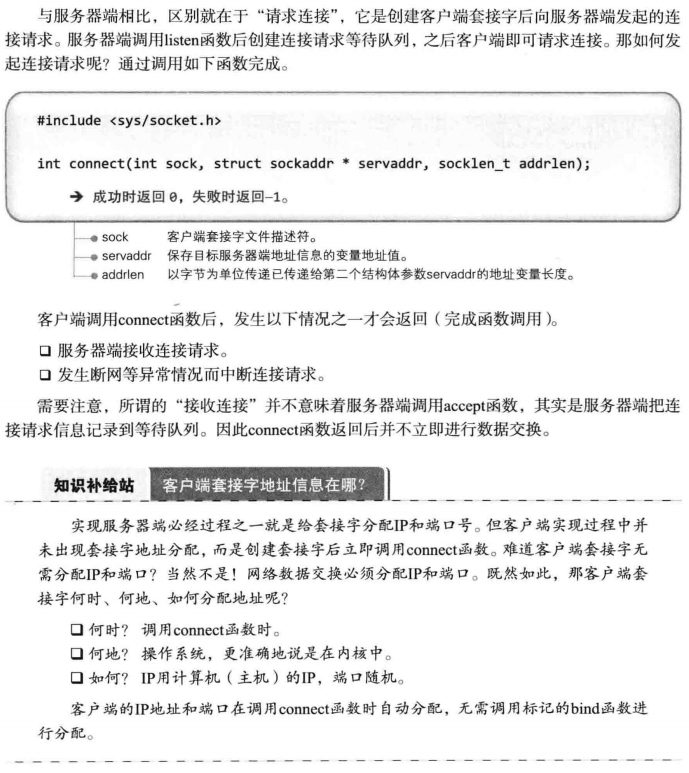 与服务器端相比，区别就在于“请求连接”，它是创建客户端套接字后向服务器端发起的连
接请求。服务器端调用listen函数后创建连接请求等待队列，之后客户端即可请求连接。那如何发
起连接请求呢？通过调用如下函数完成。
#include <sys/socket.h>
int connect(int sock, struct sockaddr * servaddr, socklen_t addrlen);
→ 成功时返回 0，失败时返回–1。
sock 客户端套接字文件描述符。
servaddr 保存目标服务器端地址信息的变量地址值。
addrlen 以字节为单位传递已传递给第二个结构体参数servaddr的地址变量长度。
客户端调用connect函数后，发生以下情况之一才会返回（完成函数调用）。
□ 服务器端接收连接请求。
□ 发生断网等异常情况而中断连接请求。
需要注意，所谓的“接收连接”并不意味着服务器端调用accept函数，其实是服务器端把连
接请求信息记录到等待队列。因此connect函数返回后并不立即进行数据交换。
知识补给站 客户端套接字地址信息在哪？
实现服务器端必经过程之一就是给套接字分配IP和端口号。但客户端实现过程中并
未出现套接字地址分配，而是创建套接字后立即调用connect函数。难道客户端套接字无
需分配IP和端口？当然不是！网络数据交换必须分配IP和端口。既然如此，那客户端套
接字何时、何地、如何分配地址呢？
□ 何时？ 调用connect函数时。
□ 何地？ 操作系统，更准确地说是在内核中。
□ 如何？ IP用计算机（主机）的IP，端口随机。
客户端的IP地址和端口在调用connect函数时自动分配，无需调用标记的bind函数进
行分配。